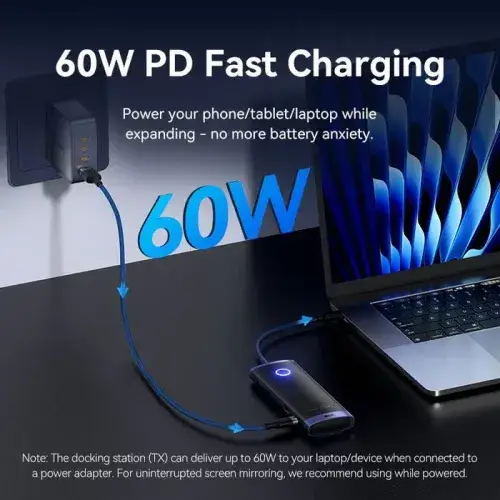 60W PD Fast Charging
Power your phone/tablet/laptop while
expanding - no more battery anxiety.
60W
Note: The docking station (TX) can deliver up to 60W to your laptop/device when connected to
a power adapter. For uninterrupted screen mirroring, we recommend using while powered.